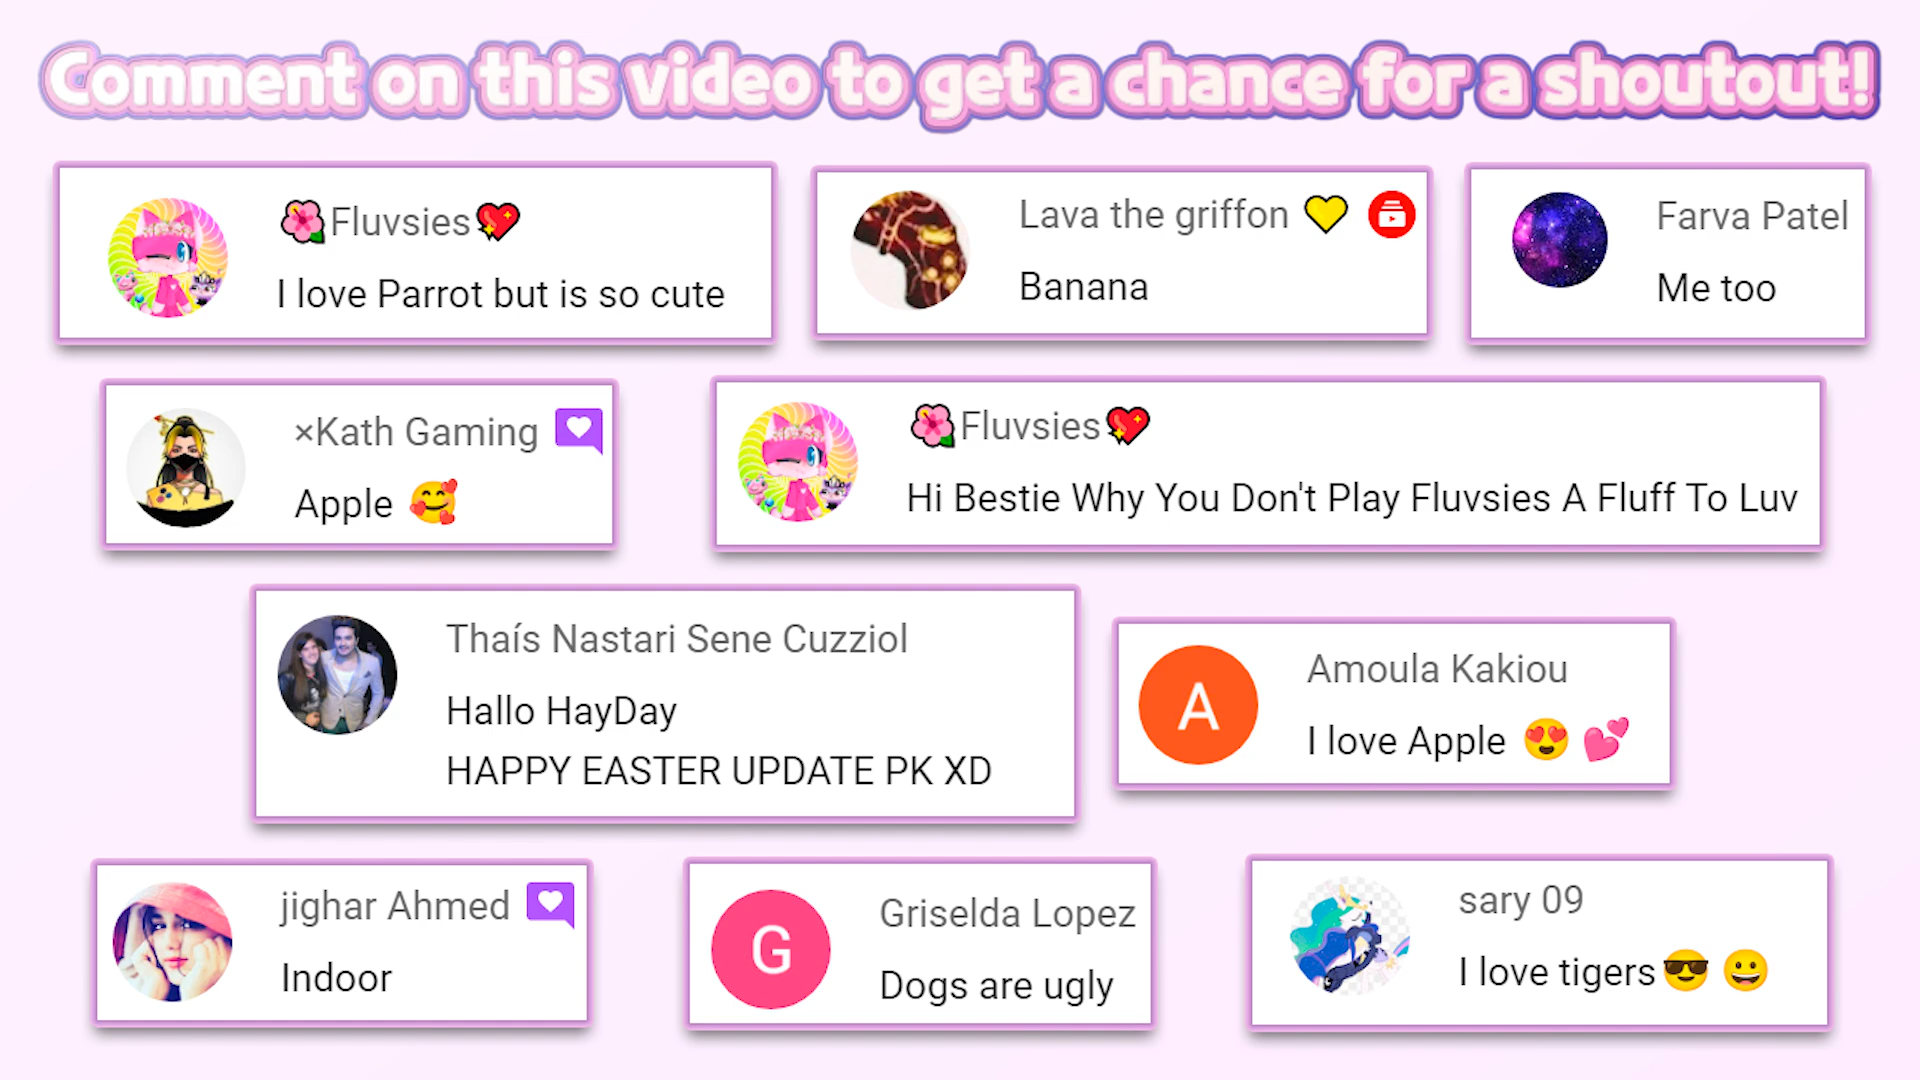 Comment on this video to get a chance for a shoutout!
🌺Fluvsies💖
I love Parrot but is so cute
Lava the griffon 💛
Banana
Farva Patel
Me too
×Kath Gaming
Apple 🥰
🌺Fluvsies💖
Hi Bestie Why You Don't Play Fluvsies A Fluff To Luv
Thaís Nastari Sene Cuzziol
Hallo HayDay
HAPPY EASTER UPDATE PK XD
A
Amoula Kakiou
I love Apple 😍 💕
jighar Ahmed
Indoor
G
Griselda Lopez
Dogs are ugly
sary 09
I love tigers😎 😀